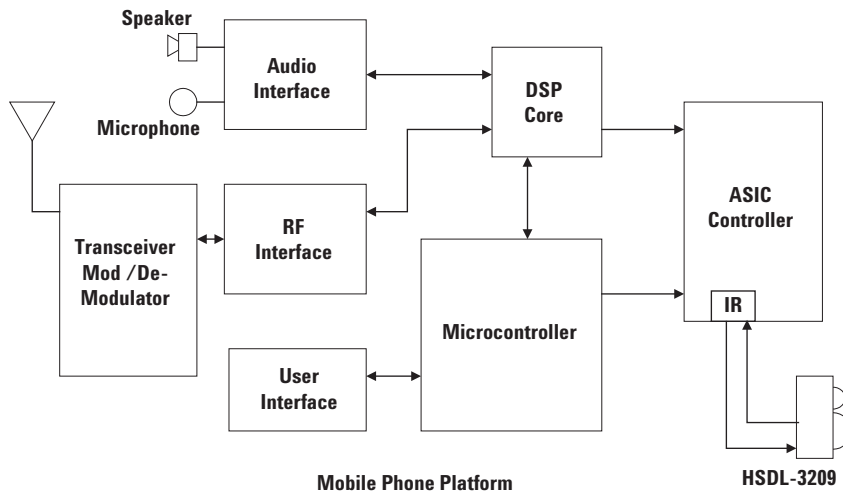 Speaker
Audio
Interface
Microphone
DSP
Core
ASIC
Controller
Transceiver
Mod /De-
Modulator
RF
Interface
IR
Microcontroller
User
Interface
Mobile Phone Platform
HSDL-3209